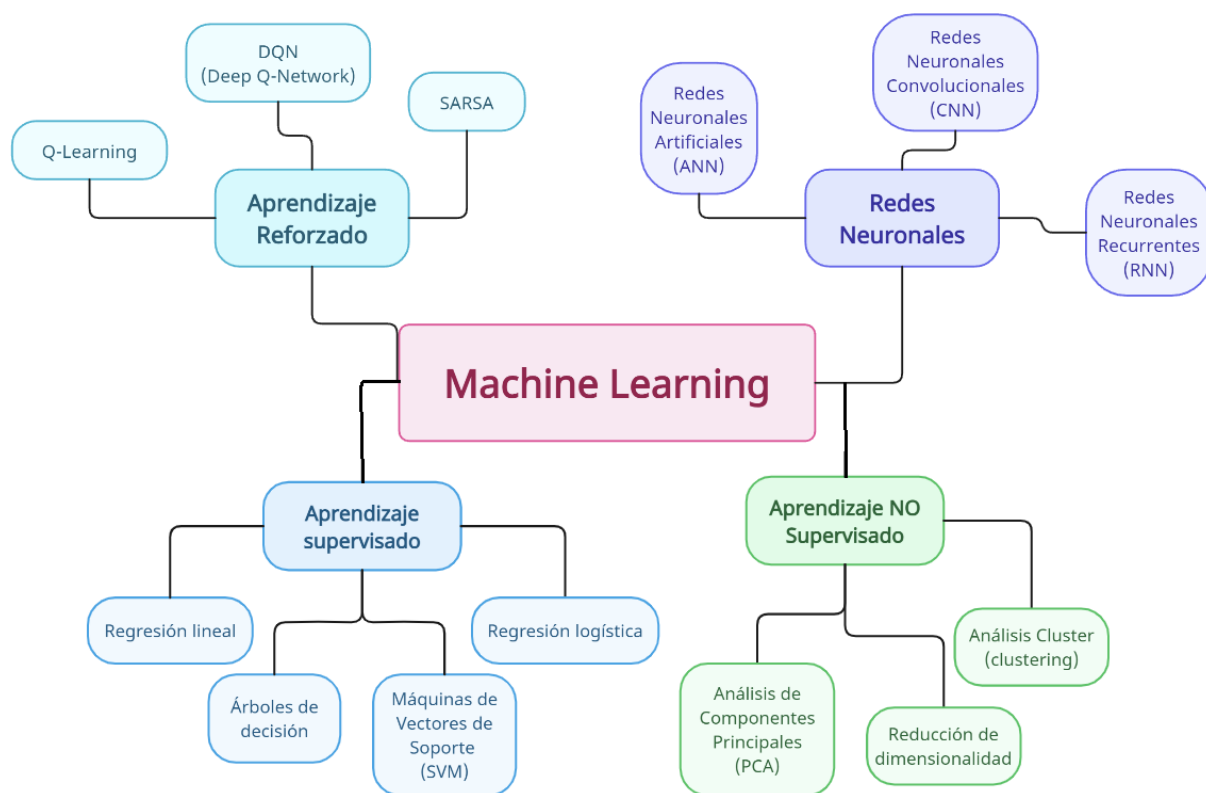 DQN
(Deep Q-Network)
SARSA
Q-Learning
Aprendizaje
Reforzado
Redes
Neuronales
Convolucionales
(CNN)
Redes
Neuronales
Artificiales
(ANN)
Redes
Neuronales
Redes
Neuronales
Recurrentes
(RNN)
Machine Learning
Aprendizaje
supervisado
Regresión lineal
Árboles de
decisión
Máquinas de
Vectores de
Soporte
(SVM)
Regresión logística
Aprendizaje NO
Supervisado
Análisis de
Componentes
Principales
(PCA)
Reducción de
dimensionalidad
Análisis Cluster
(clustering)